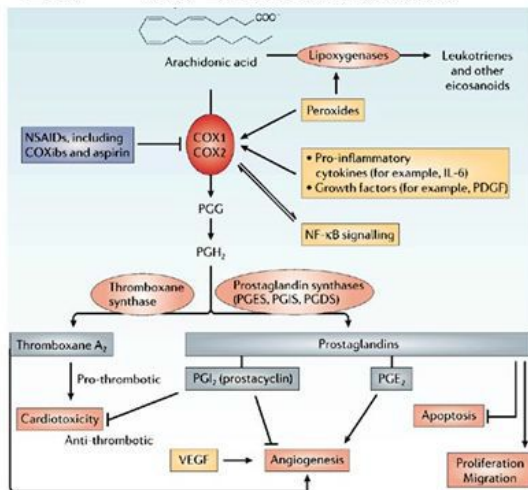 COO⁻
Arachidonic acid
Lipoxygenases
Leukotrienes
and other
eicosanoids
Peroxides
NSAIDs, including
COXibs and aspirin
COX1
COX2
• Pro-inflammatory
cytokines (for example, IL-6)
• Growth factors (for example, PDGF)
PGG
NF-κB signalling
PGH₂
Thromboxane
synthase
Prostaglandin synthases
(PGES, PGIS, PGDS)
Thromboxane A₂
Prostaglandins
Pro-thrombotic
PGI₂ (prostacyclin)
PGE₂
Cardiotoxicity
Apoptosis
Anti-thrombotic
VEGF
Angiogenesis
Proliferation
Migration